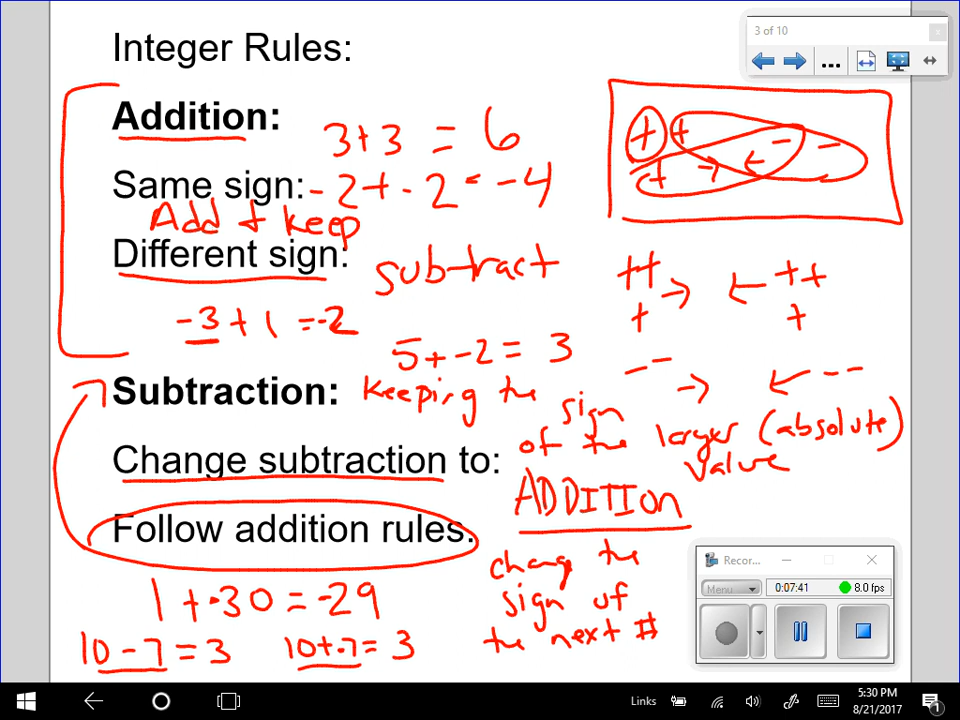 Integer Rules:
3 of 10
Addition:
3+3 = 6
+ + - -
+ → ←
Same sign: -2 + -2 = -4
Add & keep
Different sign: subtract
++ → ← ++
+ +
-3 + 1 = -2
5 + -2 = 3
-- → ← --
Subtraction: keeping the sign
of the larger (absolute)
value
Change subtraction to: ADDITION
Follow addition rules.
change the
sign of
the next #
1 + -30 = -29
10 - 7 = 3 10 + -7 = 3
Recor...
Menu 0:07:41 8.0 fps
Links
5:30 PM
8/21/2017
1